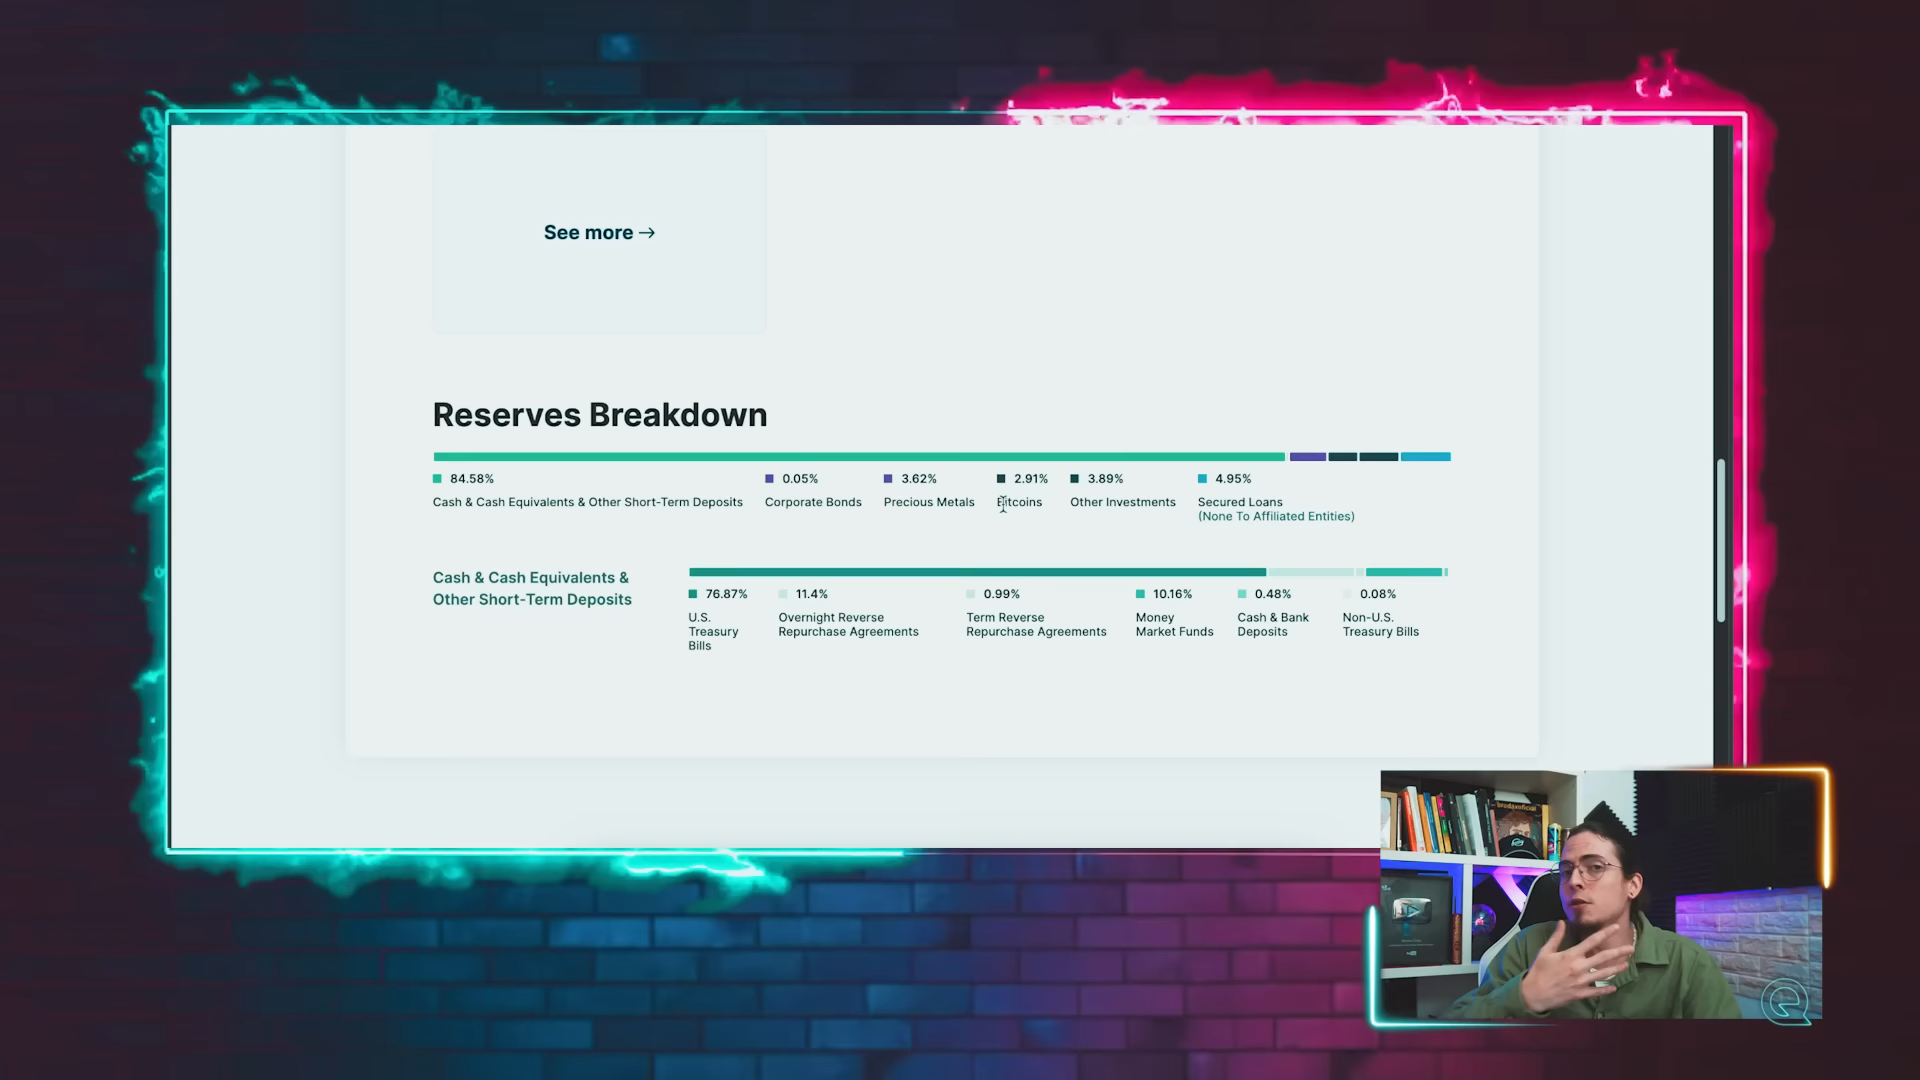 See more →
Reserves Breakdown
84.58%
Cash & Cash Equivalents & Other Short-Term Deposits
0.05%
Corporate Bonds
3.62%
Precious Metals
2.91%
Bitcoins
3.89%
Other Investments
4.95%
Secured Loans
(None To Affiliated Entities)
Cash & Cash Equivalents &
Other Short-Term Deposits
76.87%
U.S.
Treasury
Bills
11.4%
Overnight Reverse
Repurchase Agreements
0.99%
Term Reverse
Repurchase Agreements
10.16%
Money
Market Funds
0.48%
Cash & Bank
Deposits
0.08%
Non-U.S.
Treasury Bills